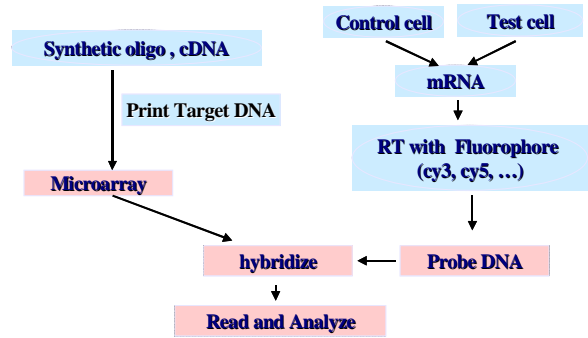 Control cell
Test cell
Synthetic oligo , cDNA
mRNA
Print Target DNA
RT with Fluorophore
(cy3, cy5, …)
Microarray
hybridize
Probe DNA
Read and Analyze